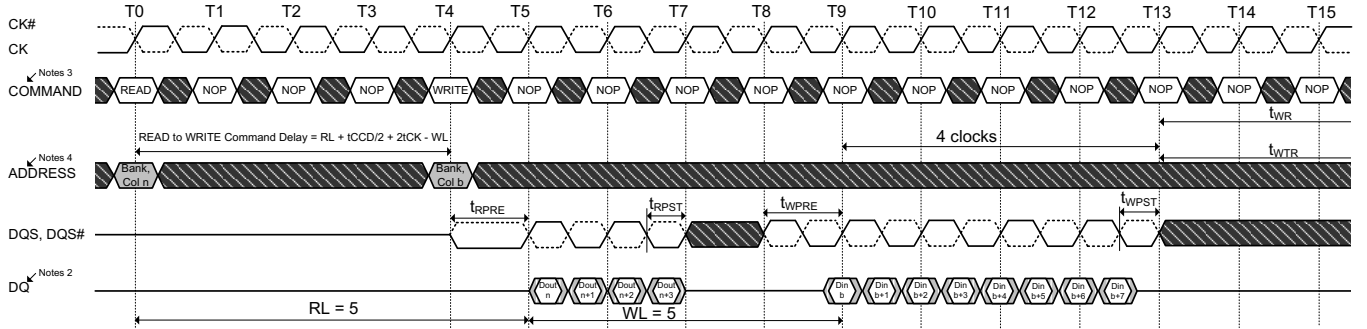 T0 T1 T2 T3 T4 T5 T6 T7 T8 T9 T10 T11 T12 T13 T14 T15
CK#
CK
Notes 3
COMMAND
READ NOP NOP NOP WRITE NOP NOP NOP NOP NOP NOP NOP NOP NOP NOP NOP
READ to WRITE Command Delay = RL + tCCD/2 + 2tCK - WL
4 clocks
tWR
tWTR
Notes 4
ADDRESS
Bank,
Col n
Bank,
Col b
tRPRE
tRPST
tWPRE
tWPST
DQS, DQS#
Notes 2
DQ
Dout
n
Dout
n+1
Dout
n+2
Dout
n+3
Din
b
Din
b+1
Din
b+2
Din
b+3
Din
b+4
Din
b+5
Din
b+6
Din
b+7
RL = 5
WL = 5